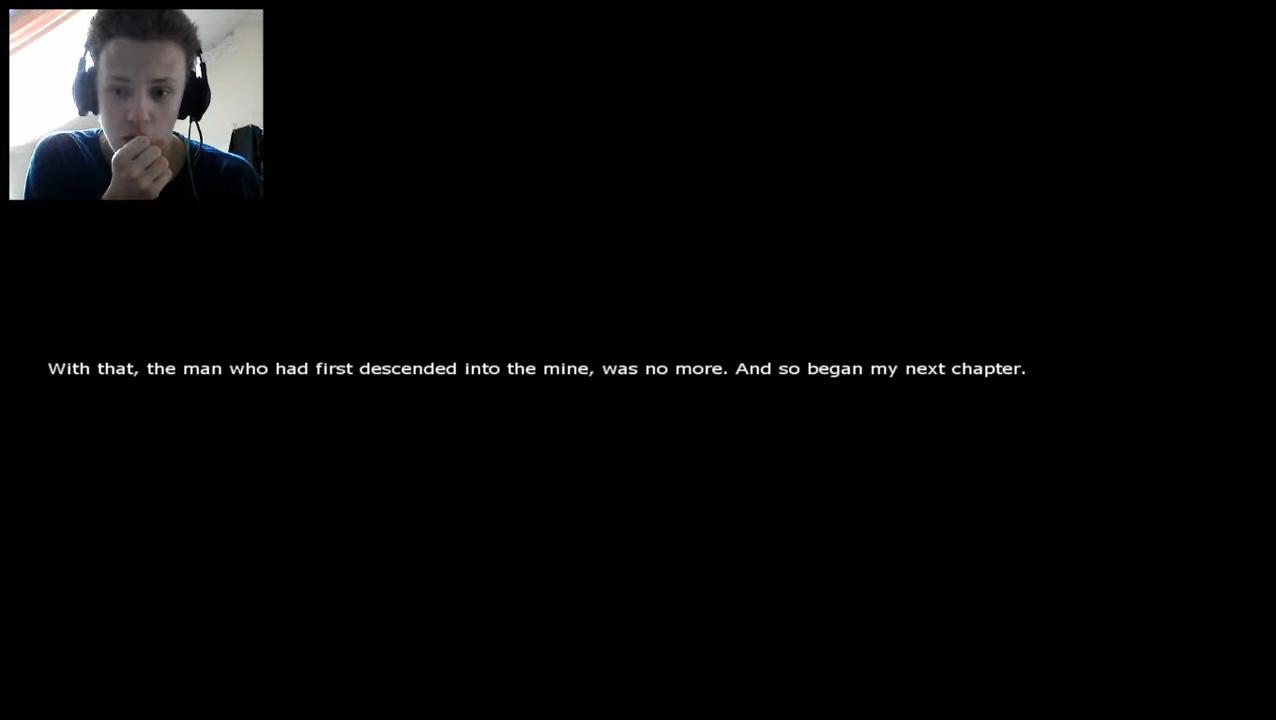 With that, the man who had first descended into the mine, was no more. And so began my next chapter.